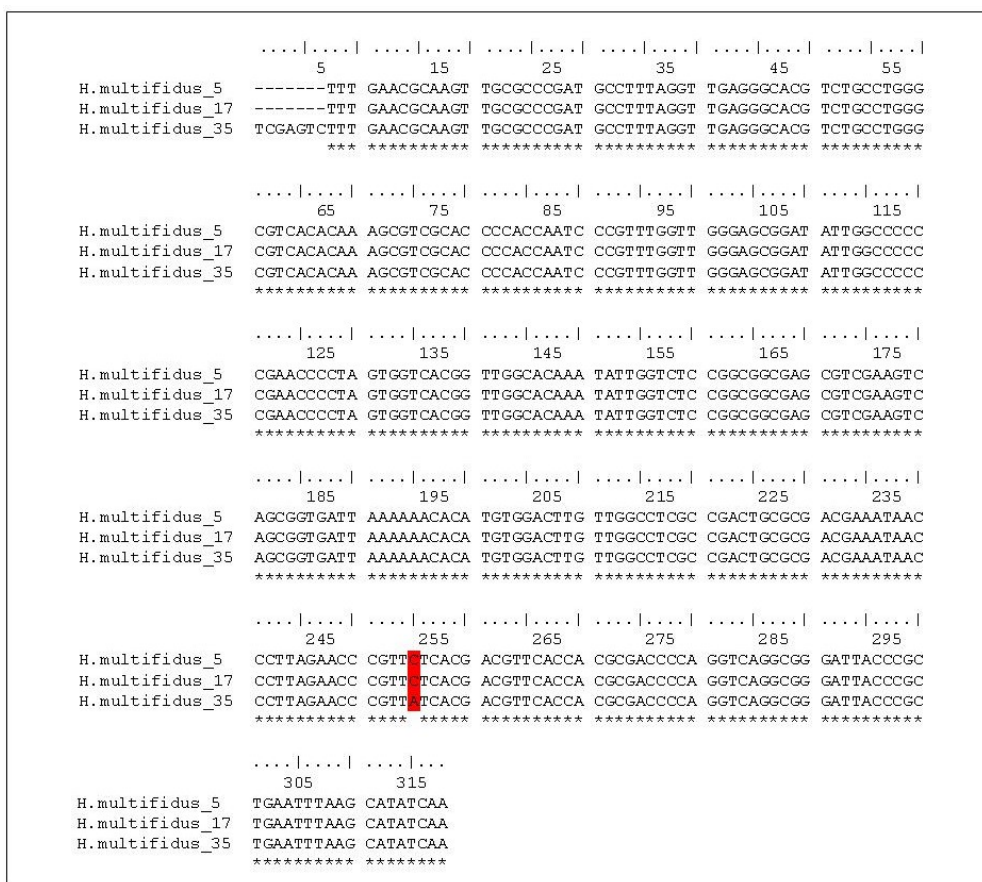 ....|....| ....|....| ....|....| ....|....| ....|....| ....|....|
5 15 25 35 45 55
H.multifidus_5 -------TTT GAACGCAAGT TGCGCCCGAT GCCTTTAGGT TGAGGGCACG TCTGCCTGGG
H.multifidus_17 -------TTT GAACGCAAGT TGCGCCCGAT GCCTTTAGGT TGAGGGCACG TCTGCCTGGG
H.multifidus_35 TCGAGTCTTT GAACGCAAGT TGCGCCCGAT GCCTTTAGGT TGAGGGCACG TCTGCCTGGG
*** ********** ********** ********** ********** **********
....|....| ....|....| ....|....| ....|....| ....|....| ....|....|
65 75 85 95 105 115
H.multifidus_5 CGTCACACAA AGCGTCGCAC CCCACCAATC CCGTTTGGTT GGGAGCGGAT ATTGGCCCCC
H.multifidus_17 CGTCACACAA AGCGTCGCAC CCCACCAATC CCGTTTGGTT GGGAGCGGAT ATTGGCCCCC
H.multifidus_35 CGTCACACAA AGCGTCGCAC CCCACCAATC CCGTTTGGTT GGGAGCGGAT ATTGGCCCCC
********** ********** ********** ********** ********** **********
....|....| ....|....| ....|....| ....|....| ....|....| ....|....|
125 135 145 155 165 175
H.multifidus_5 CGAACCCCTA GTGGTCACGG TTGGCACAAA TATTGGTCTC CGGCGGCGAG CGTCGAAGTC
H.multifidus_17 CGAACCCCTA GTGGTCACGG TTGGCACAAA TATTGGTCTC CGGCGGCGAG CGTCGAAGTC
H.multifidus_35 CGAACCCCTA GTGGTCACGG TTGGCACAAA TATTGGTCTC CGGCGGCGAG CGTCGAAGTC
********** ********** ********** ********** ********** **********
....|....| ....|....| ....|....| ....|....| ....|....| ....|....|
185 195 205 215 225 235
H.multifidus_5 AGCGGTGATT AAAAAACACA TGTGGACTTG TTGGCCTCGC CGACTGCGCG ACGAAATAAC
H.multifidus_17 AGCGGTGATT AAAAAACACA TGTGGACTTG TTGGCCTCGC CGACTGCGCG ACGAAATAAC
H.multifidus_35 AGCGGTGATT AAAAAACACA TGTGGACTTG TTGGCCTCGC CGACTGCGCG ACGAAATAAC
********** ********** ********** ********** ********** **********
....|....| ....|....| ....|....| ....|....| ....|....| ....|....|
245 255 265 275 285 295
H.multifidus_5 CCTTAGAACC CGTTCTCACG ACGTTCACCA CGCGACCCCA GGTCAGGCGG GATTACCCGC
H.multifidus_17 CCTTAGAACC CGTTCTCACG ACGTTCACCA CGCGACCCCA GGTCAGGCGG GATTACCCGC
H.multifidus_35 CCTTAGAACC CGTTATCACG ACGTTCACCA CGCGACCCCA GGTCAGGCGG GATTACCCGC
********** **** ***** ********** ********** ********** **********
....|....| ....|...
305 315
H.multifidus_5 TGAATTTAAG CATATCAA
H.multifidus_17 TGAATTTAAG CATATCAA
H.multifidus_35 TGAATTTAAG CATATCAA
********** ********